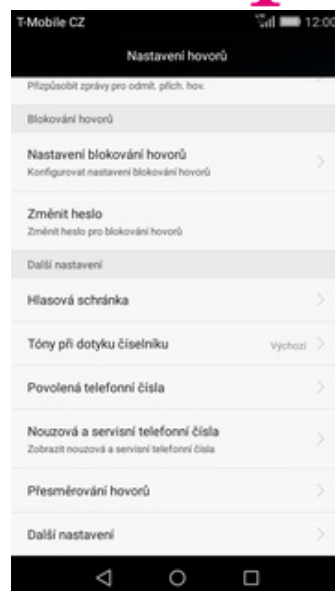 T-Mobile CZ 12:00
Nastavení hovorů
Přizpůsobit zprávy pro odmít. přích. hov.
Blokování hovorů
Nastavení blokování hovorů
Konfigurovat nastavení blokování hovorů
Změnit heslo
Změnit heslo pro blokování hovorů
Další nastavení
Hlasová schránka
Tóny při dotyku číselníku Výchozí
Povolená telefonní čísla
Nouzová a servisní telefonní čísla
Zobrazit nouzová a servisní telefonní čísla
Přesměrování hovorů
Další nastavení